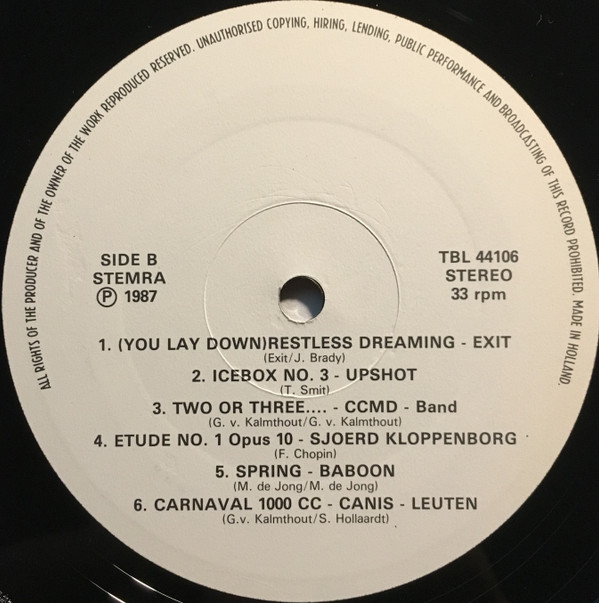 ALL RIGHTS OF THE PRODUCER AND OF THE OWNER OF THE WORK REPRODUCED RESERVED. UNAUTHORISED COPYING, HIRING, LENDING, PUBLIC PERFORMANCE AND BROADCASTING OF THIS RECORD PROHIBITED. MADE IN HOLLAND.
SIDE B
STEMRA
Ⓟ 1987
TBL 44106
STEREO
33 rpm
1. (YOU LAY DOWN)RESTLESS DREAMING - EXIT
(Exit/J. Brady)
2. ICEBOX NO. 3 - UPSHOT
(T. Smit)
3. TWO OR THREE.... - CCMD - Band
(G. v. Kalmthout/G. v. Kalmthout)
4. ETUDE NO. 1 Opus 10 - SJOERD KLOPPENBORG
(F. Chopin)
5. SPRING - BABOON
(M. de Jong/M. de Jong)
6. CARNAVAL 1000 CC - CANIS - LEUTEN
(G.v. Kalmthout/S. Hollaardt)